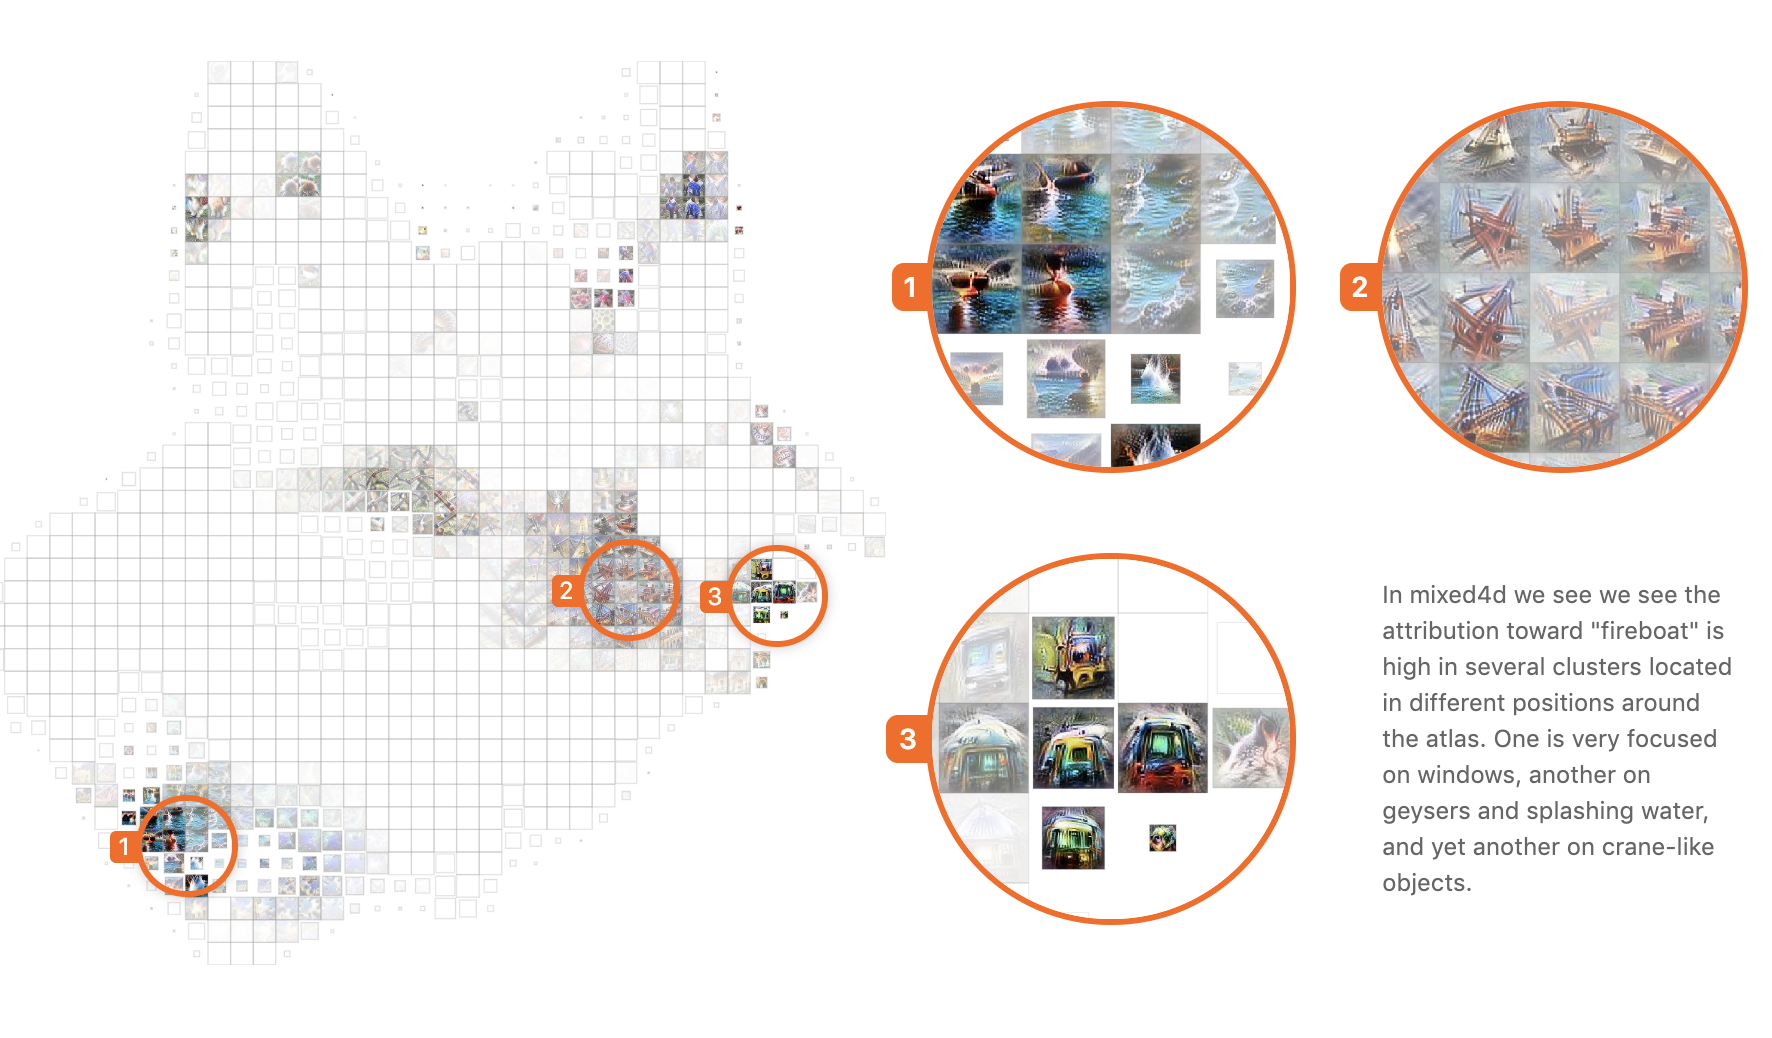 1
2
2
3
3
1
In mixed4d we see we see the
attribution toward "fireboat" is
high in several clusters located
in different positions around
the atlas. One is very focused
on windows, another on
geysers and splashing water,
and yet another on crane-like
objects.